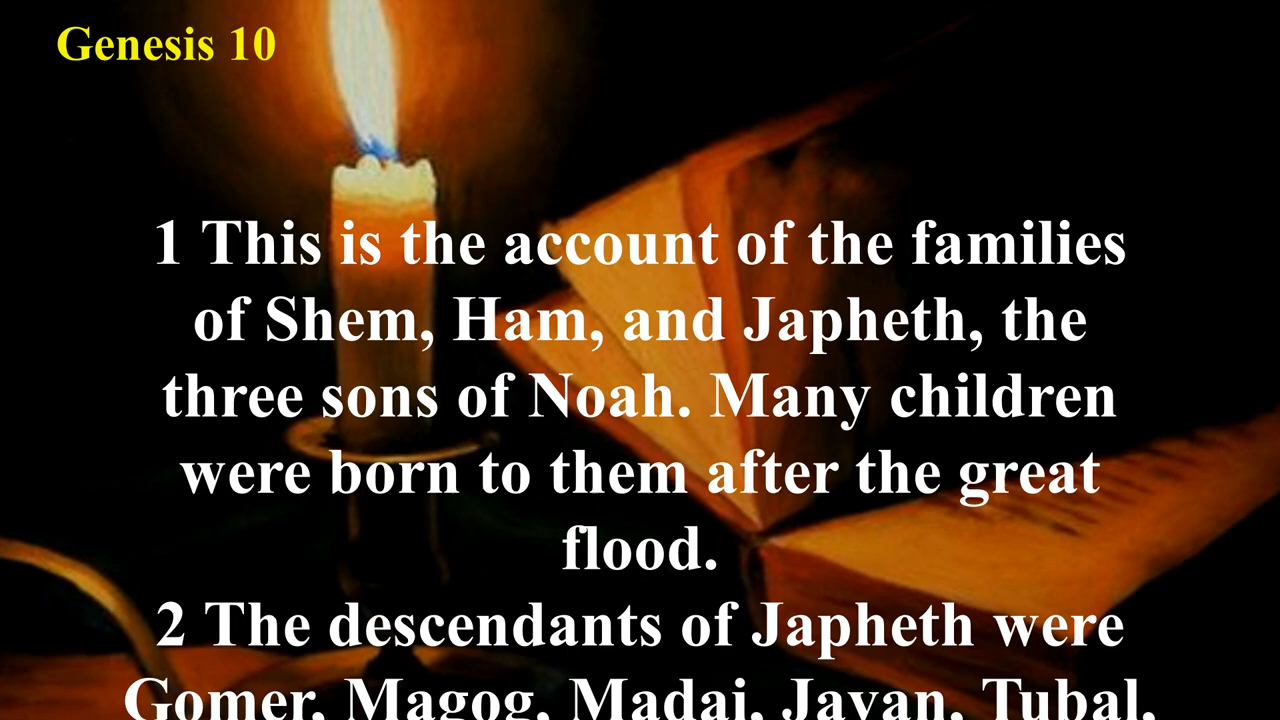 Genesis 10
1 This is the account of the families
of Shem, Ham, and Japheth, the
three sons of Noah. Many children
were born to them after the great
flood.
2 The descendants of Japheth were
Gomer, Magog, Madai, Javan, Tubal,